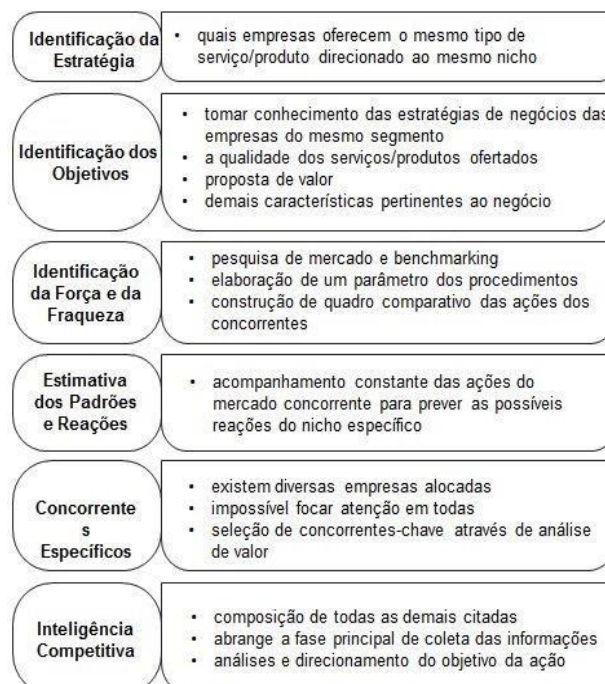 Identificação da
Estratégia
• quais empresas oferecem o mesmo tipo de
serviço/produto direcionado ao mesmo nicho
Identificação dos
Objetivos
• tomar conhecimento das estratégias de negócios das
empresas do mesmo segmento
• a qualidade dos serviços/produtos ofertados
• proposta de valor
• demais características pertinentes ao negócio
Identificação
da Força e da
Fraqueza
• pesquisa de mercado e benchmarking
• elaboração de um parâmetro dos procedimentos
• construção de quadro comparativo das ações dos
concorrentes
Estimativa
dos Padrões
e Reações
• acompanhamento constante das ações do
mercado concorrente para prever as possíveis
reações do nicho específico
Concorrente
s
Específicos
• existem diversas empresas alocadas
• impossível focar atenção em todas
• seleção de concorrentes-chave através de análise
de valor
Inteligência
Competitiva
• composição de todas as demais citadas
• abrange a fase principal de coleta das informações
• análises e direcionamento do objetivo da ação